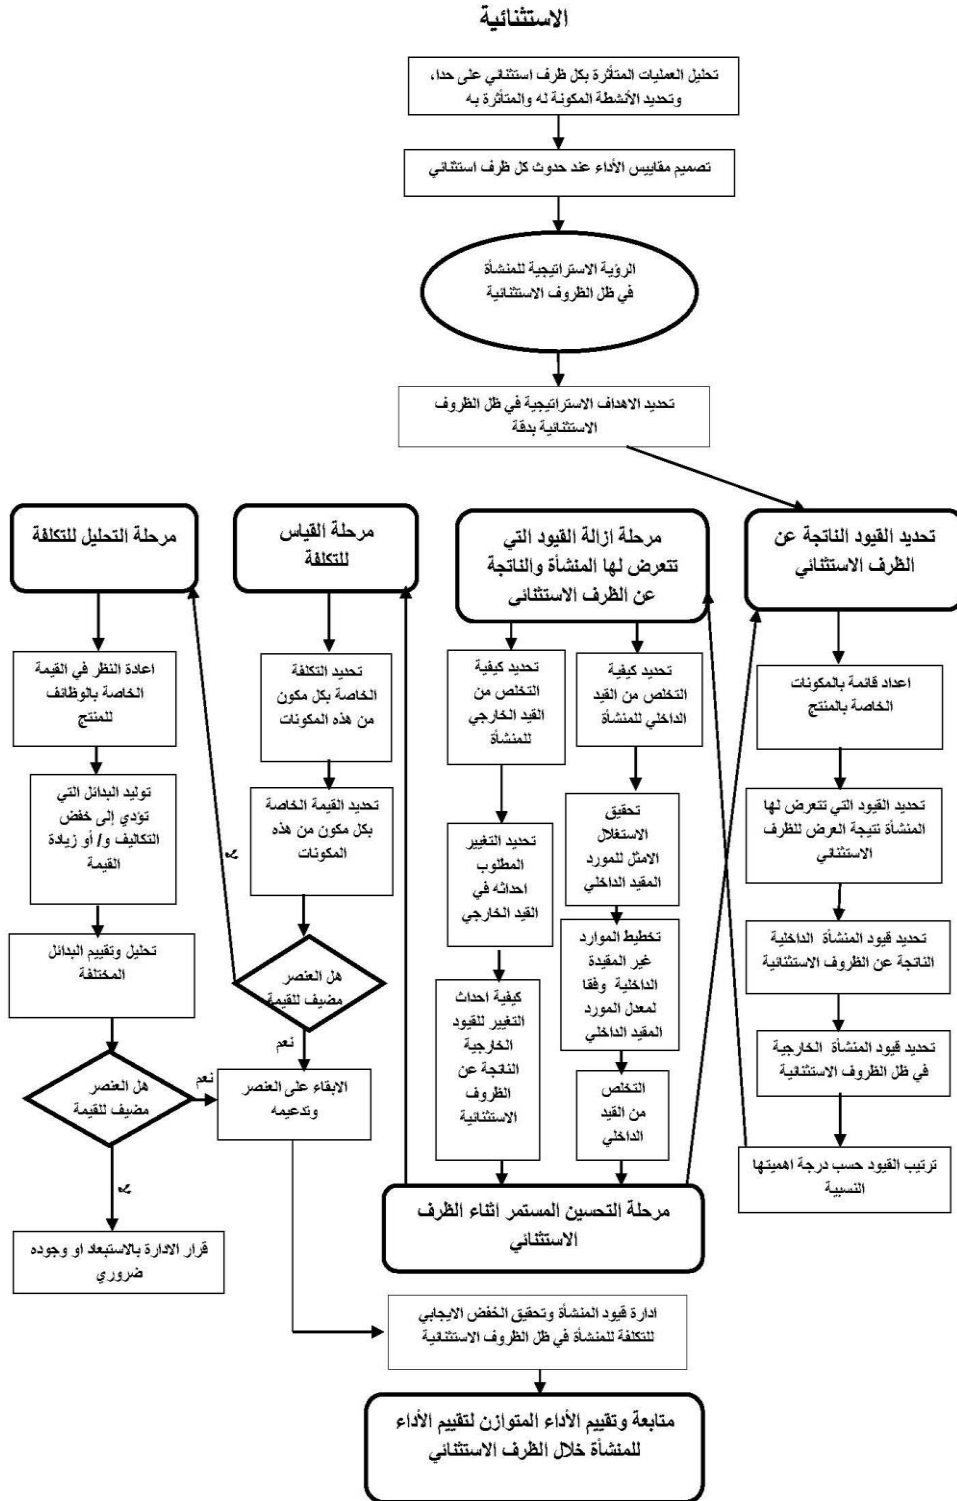 الاستثنائية
تحليل العمليات المتأثرة بكل ظرف استثنائي على حدا،
وتحديد الأنشطة المكونة له والمتأثرة به
تصميم مقاييس الأداء عند حدوث كل ظرف استثنائي
الرؤية الاستراتيجية للمنشأة
في ظل الظروف الاستثنائية
تحديد الاهداف الاستراتيجية في ظل الظروف
الاستثنائية بدقة
تحديد القيود الناتجة عن
الظرف الاستثنائي
اعداد قائمة بالمكونات
الخاصة بالمنتج
تحديد القيود التي تتعرض لها
المنشأة نتيجة العرض للظرف
الاستثنائي
تحديد قيود المنشأة الداخلية
الناتجة عن الظروف الاستثنائية
تحديد قيود المنشأة الخارجية
في ظل الظروف الاستثنائية
ترتيب القيود حسب درجة اهميتها
النسبية
مرحلة ازالة القيود التي
تتعرض لها المنشأة والناتجة
عن الظرف الاستثنائي
تحديد كيفية
التخلص من القيد
الداخلي للمنشأة
تحقيق
الاستغلال
الامثل للمورد
المقيد الداخلي
تخطيط الموارد
غير المقيدة
الداخلية وفقا
لمعدل المورد
المقيد الداخلي
التخلص
من القيد
الداخلي
تحديد كيفية
التخلص من
القيد الخارجي
للمنشأة
تحديد التغيير
المطلوب
احداثه في
القيد الخارجي
كيفية احداث
التغيير للقيود
الخارجية
الناتجة عن
الظروف
الاستثنائية
مرحلة التحسين المستمر اثناء الظرف
الاستثنائي
مرحلة القياس
للتكلفة
تحديد التكلفة
الخاصة بكل مكون
من هذه المكونات
تحديد القيمة الخاصة
بكل مكون من هذه
المكونات
هل العنصر
مضيف للقيمة
لا
نعم
الابقاء على العنصر
وتدعيمه
مرحلة التحليل للتكلفة
اعادة النظر في القيمة
الخاصة بالوظائف
للمنتج
توليد البدائل التي
تؤدي إلى خفض
التكاليف و/ أو زيادة
القيمة
تحليل وتقييم البدائل
المختلفة
هل العنصر
مضيف للقيمة
نعم
لا
قرار الادارة بالاستبعاد او وجوده
ضروري
ادارة قيود المنشأة وتحقيق الخفض الايجابي
للتكلفة للمنشأة في ظل الظروف الاستثنائية
متابعة وتقييم الأداء المتوازن لتقييم الأداء
للمنشأة خلال الظرف الاستثنائي